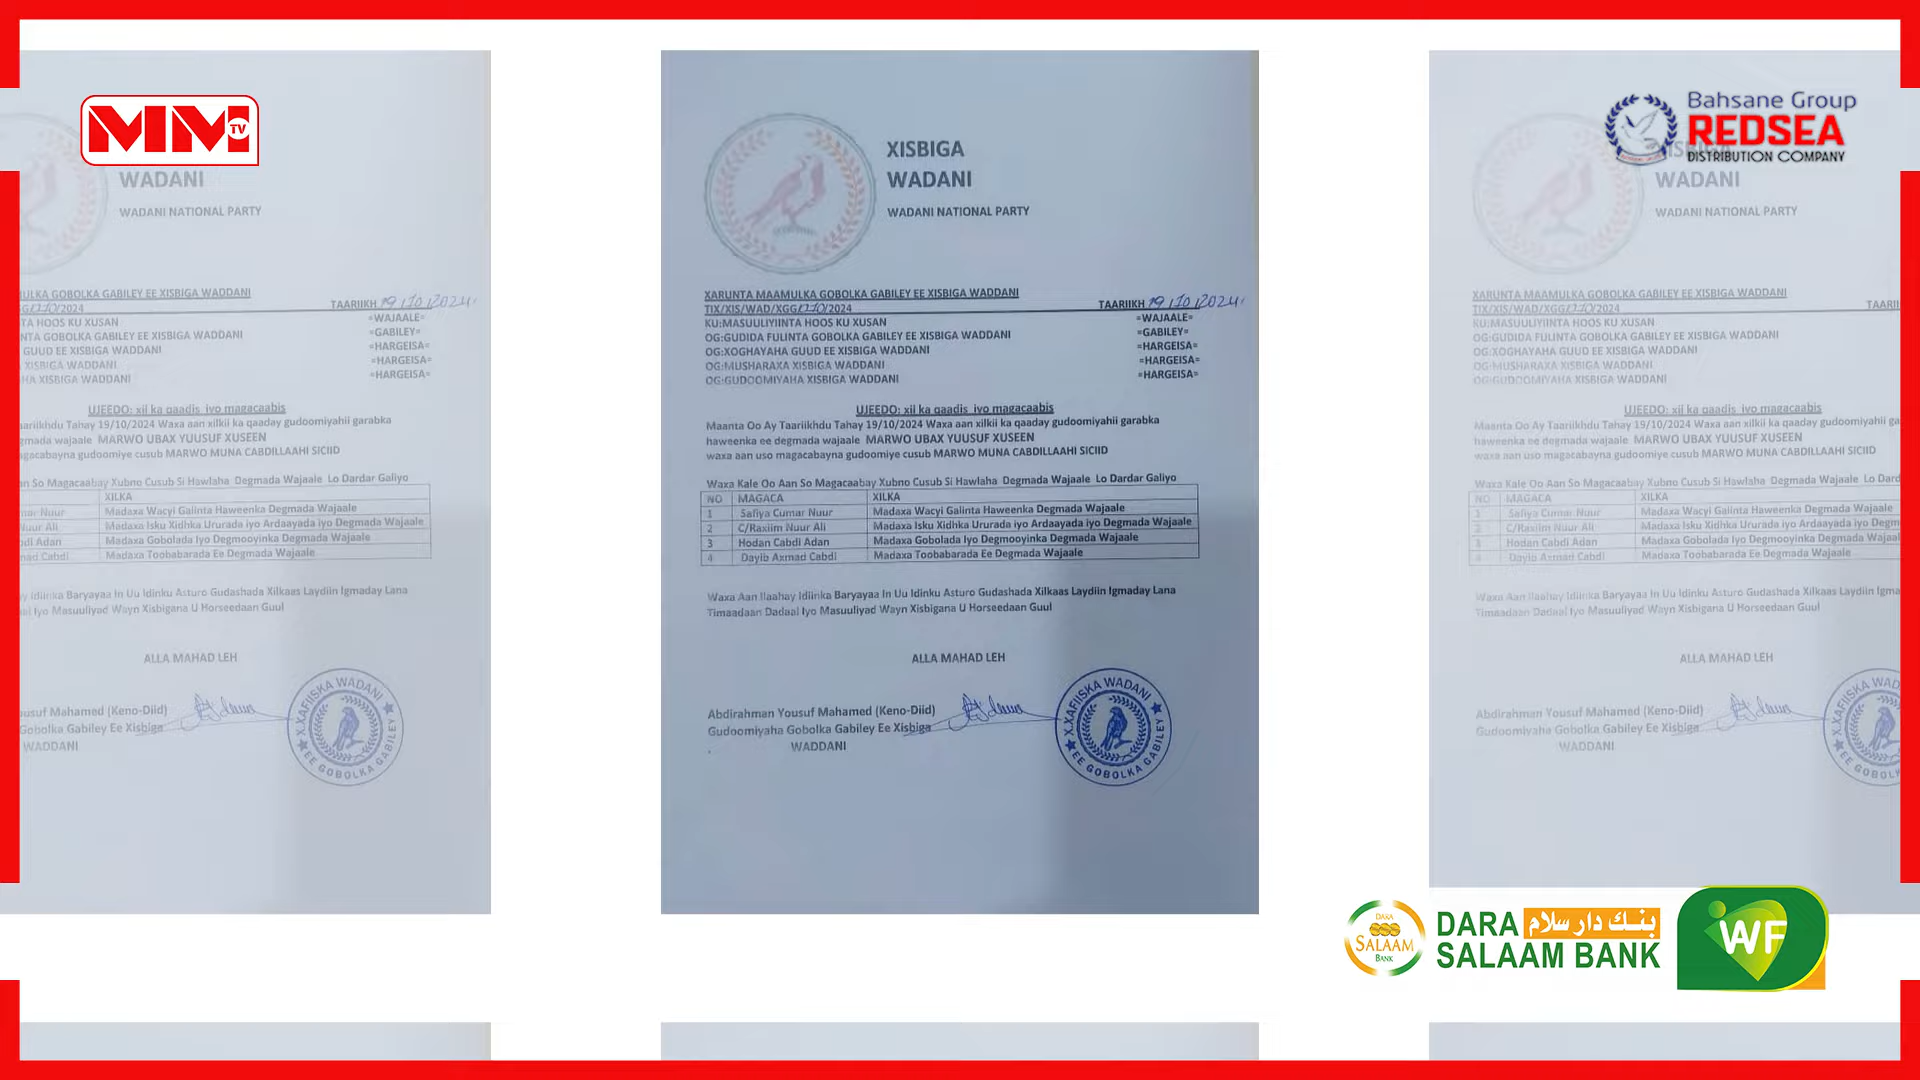 MM TV
Bahsane Group
REDSEA
DISTRIBUTION COMPANY
XISBIGA
WADANI
WADANI NATIONAL PARTY
XARUNTA MAAMULKA GOBOLKA GABILEY EE XISBIGA WADDANI
TAARIIKH 19/10/2024
TIX/XIS/WAD/XGG/ /2024
KU:MASUULIYIINTA HOOS KU XUSAN =WAJAALE=
OG:GUDIDA FULINTA GOBOLKA GABILEY EE XISBIGA WADDANI =GABILEY=
OG:XOGHAYAHA GUUD EE XISBIGA WADDANI =HARGEISA=
OG:MUSHARAXA XISBIGA WADDANI =HARGEISA=
OG:GUDOOMIYAHA XISBIGA WADDANI =HARGEISA=
UJEEDO: xil ka qaadis iyo magacaabis
Maanta Oo Ay Taariikhdu Tahay 19/10/2024 Waxa aan xilkii ka qaaday gudoomiyahii garabka
haweenka ee degmada wajaale MARWO UBAX YUUSUF XUSEEN
waxa aan uso magacabayna gudoomiye cusub MARWO MUNA CABDILLAAHI SICIID
Waxa Kale Oo Aan So Magacaabay Xubno Cusub Si Hawlaha Degmada Wajaale Lo Dardar Galiyo
NO MAGACA XILKA
1 Safiya Cumar Nuur Madaxa Wacyi Galinta Haweenka Degmada Wajaale
2 C/Raxiim Nuur Ali Madaxa Isku Xidhka Ururada iyo Ardaayada iyo Degmada Wajaale
3 Hodan Cabdi Adan Madaxa Gobolada Iyo Degmooyinka Degmada Wajaale
4 Dayib Axmad Cabdi Madaxa Toobabarada Ee Degmada Wajaale
Waxa Aan Ilaahay Idiinka Baryayaa In Uu Idinku Asturo Gudashada Xilkaas Laydiin Igmaday Lana
Timaadaan Dadaal Iyo Masuuliyad Wayn Xisbigana U Horseedaan Guul
ALLA MAHAD LEH
Abdirahman Yousuf Mahamed (Keno-Diid)
Gudoomiyaha Gobolka Gabiley Ee Xisbiga
WADDANI
X.XAFIISKA WADANI
EE GOBOLKA GABILEY
DARA
SALAAM
BANK
DARA بنك دار سلام
SALAAM BANK
WF